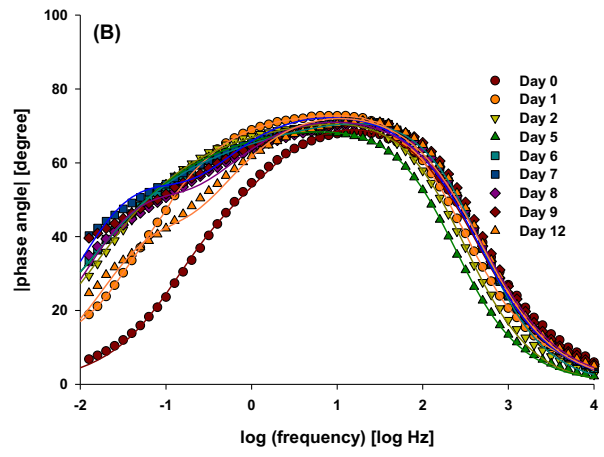 (B)
|phase angle| [degree]
100
80
60
40
20
0
-2
-1
0
1
2
3
4
log (frequency) [log Hz]
Day 0
Day 1
Day 2
Day 5
Day 6
Day 7
Day 8
Day 9
Day 12